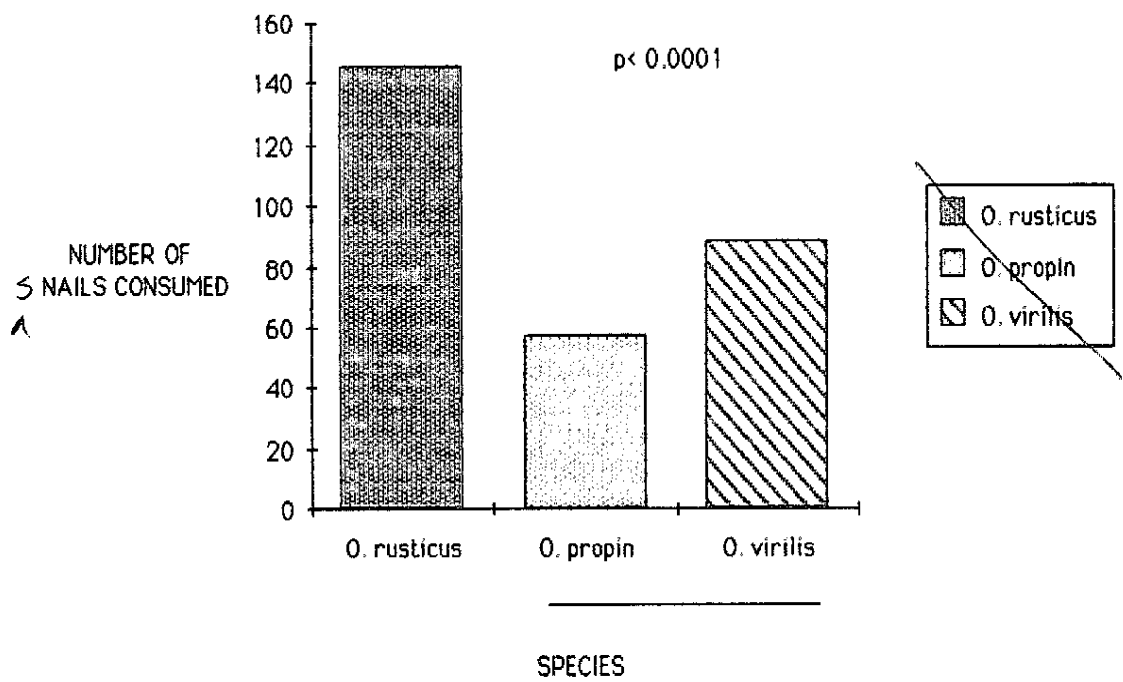 160
140
120
100
80
60
40
20
0
p< 0.0001
NUMBER OF
S NAILS CONSUMED
O. rusticus
O. propin
O. virilis
O. rusticus
O. propin
O. virilis
SPECIES